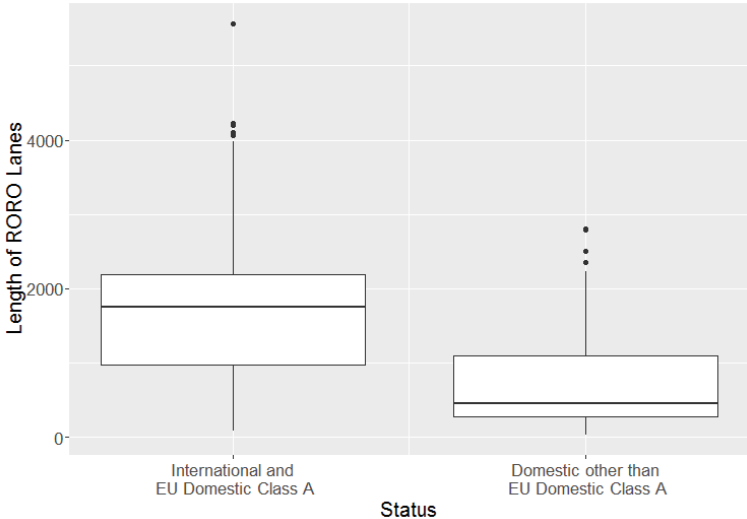 Length of RORO Lanes
4000
2000
0
International and
EU Domestic Class A
Domestic other than
EU Domestic Class A
Status